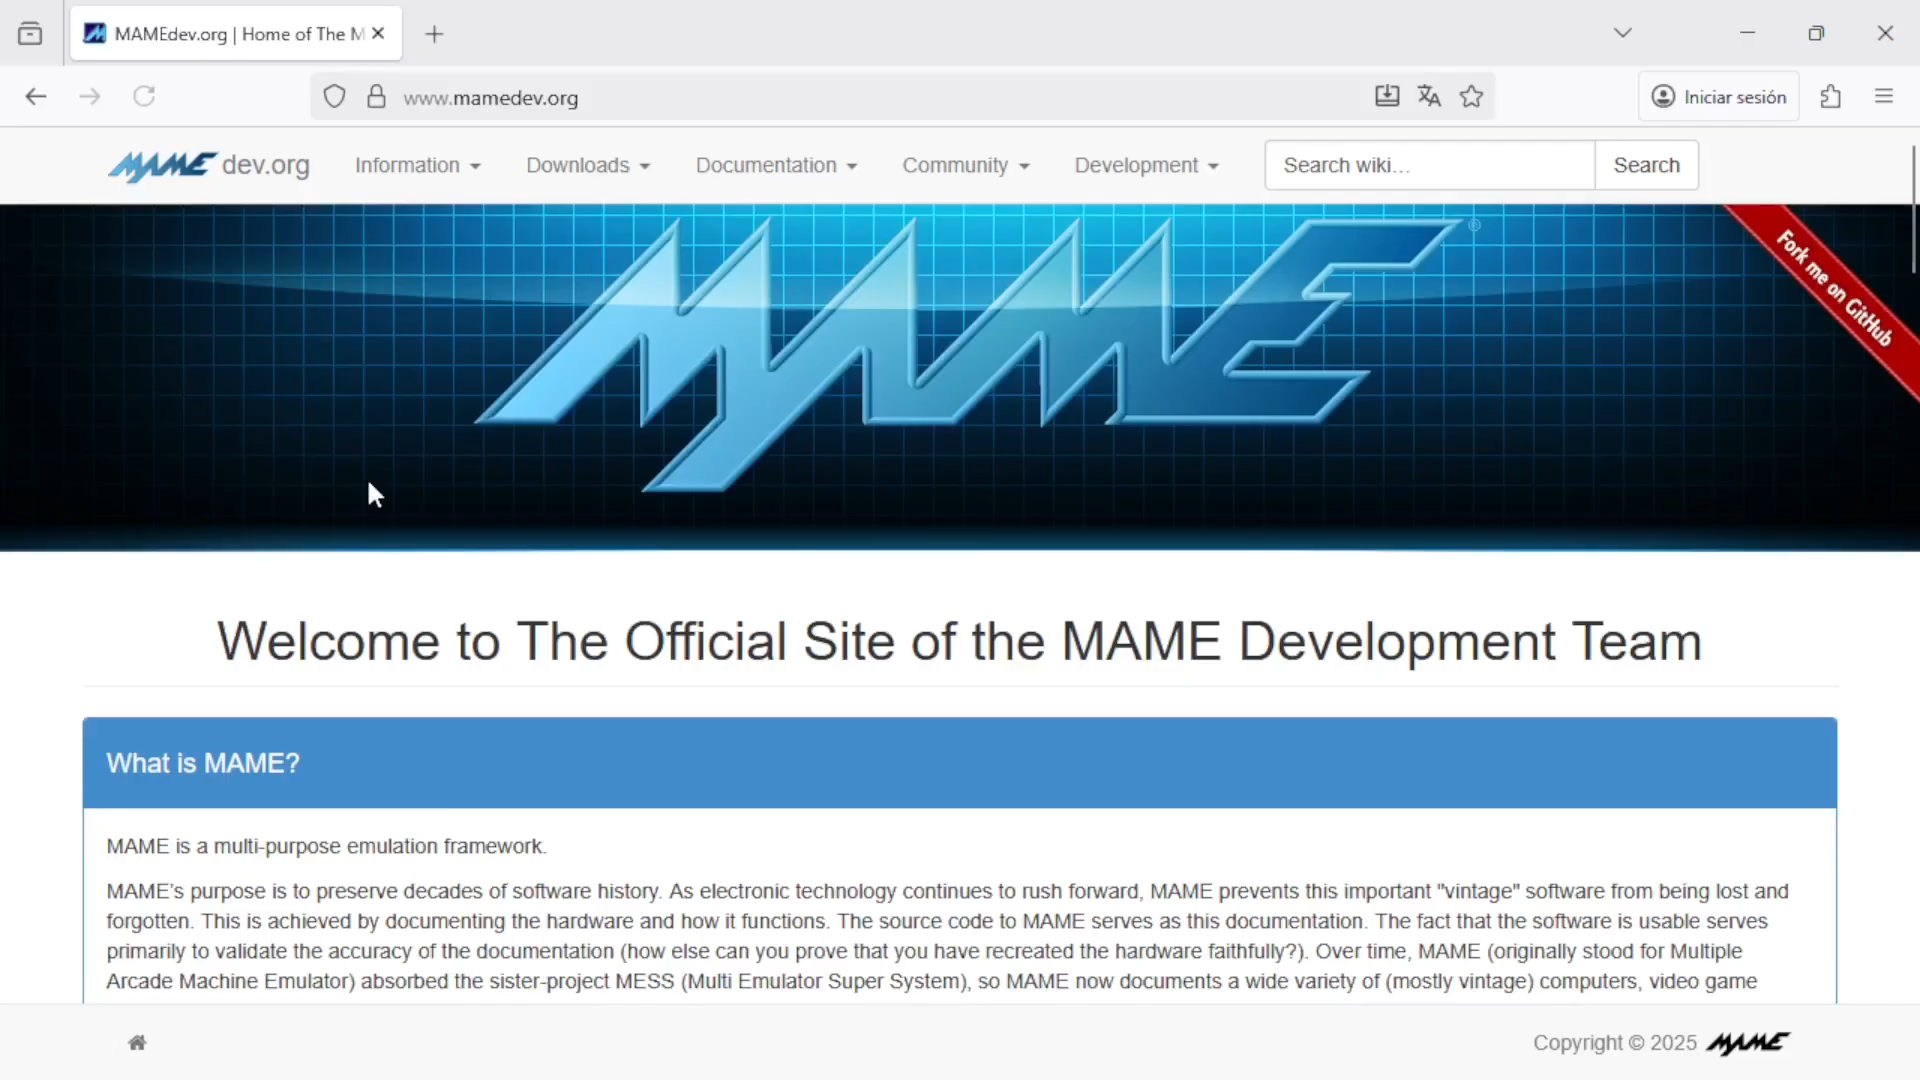 MAMEdev.org | Home of The M
www.mamedev.org
Iniciar sesión
MAME dev.org
Information
Downloads
Documentation
Community
Development
Search wiki...
Search
MAME®
Fork me on GitHub
Welcome to The Official Site of the MAME Development Team
What is MAME?
MAME is a multi-purpose emulation framework.
MAME's purpose is to preserve decades of software history. As electronic technology continues to rush forward, MAME prevents this important "vintage" software from being lost and
forgotten. This is achieved by documenting the hardware and how it functions. The source code to MAME serves as this documentation. The fact that the software is usable serves
primarily to validate the accuracy of the documentation (how else can you prove that you have recreated the hardware faithfully?). Over time, MAME (originally stood for Multiple
Arcade Machine Emulator) absorbed the sister-project MESS (Multi Emulator Super System), so MAME now documents a wide variety of (mostly vintage) computers, video game
Copyright © 2025 MAME